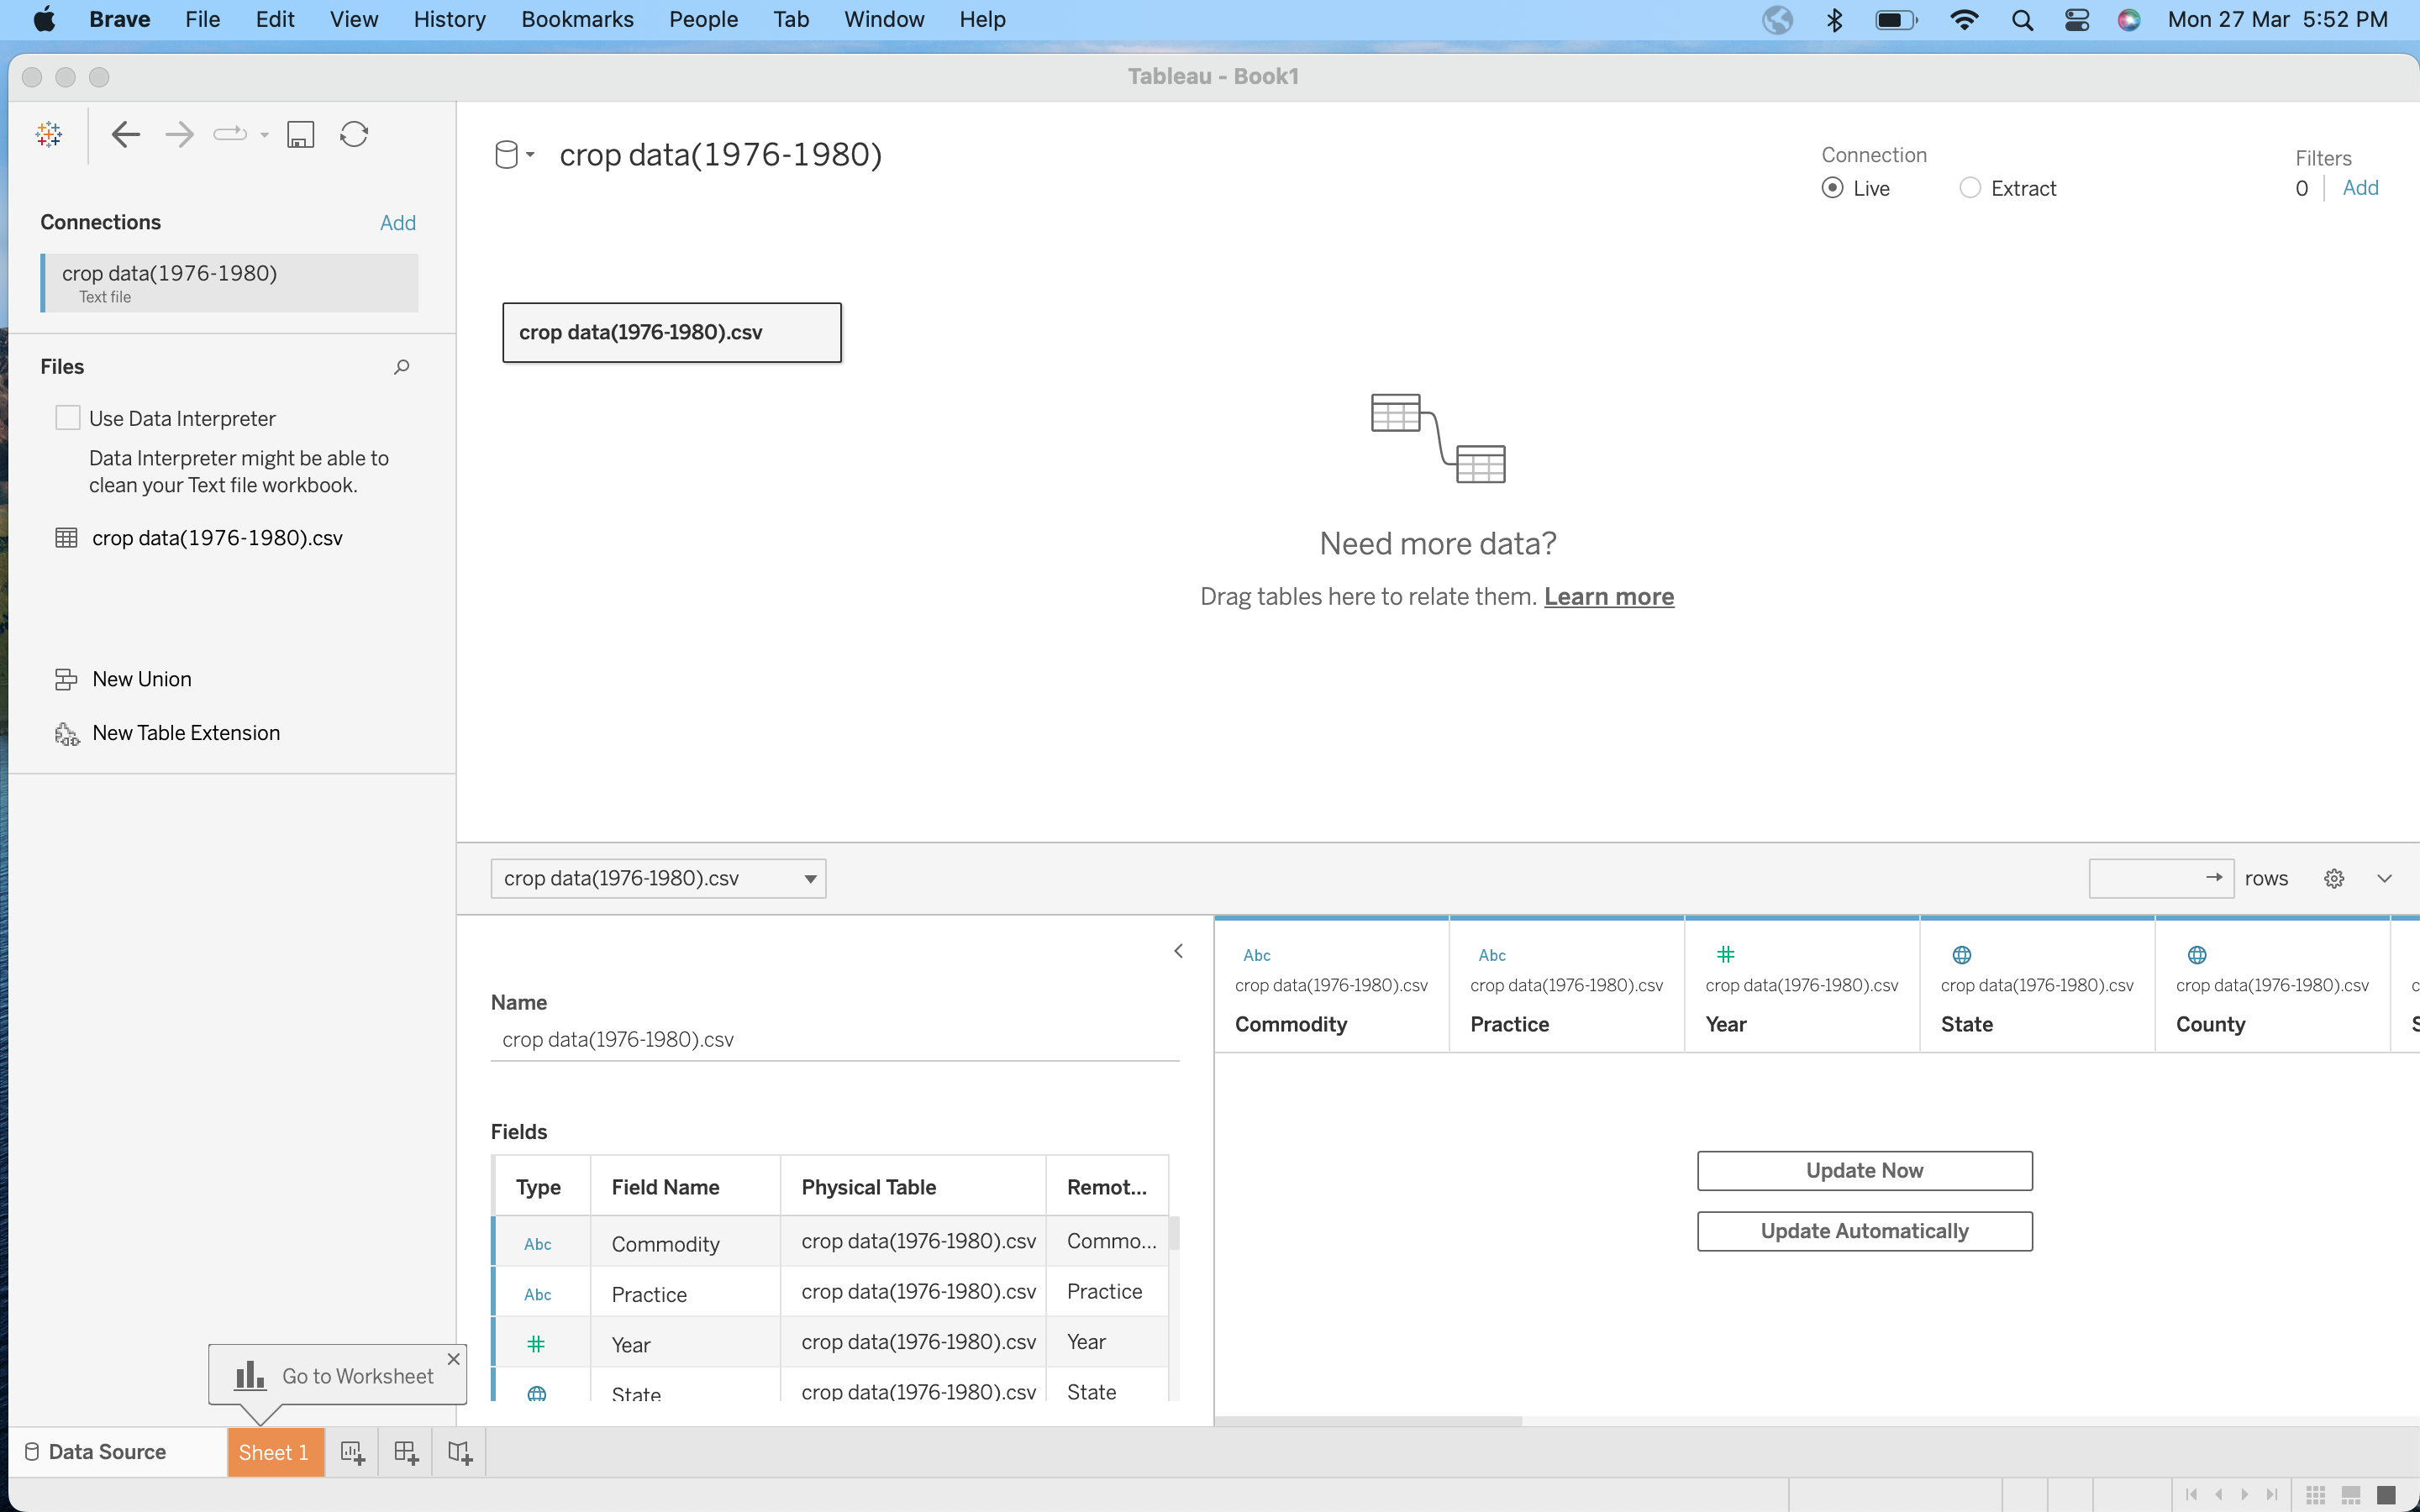 Brave File Edit View History Bookmarks People Tab Window Help Mon 27 Mar 5:52 PM
Tableau - Book1
crop data(1976-1980)
Connection
Live Extract
Filters
0 Add
Connections Add
crop data(1976-1980)
Text file
Files
Use Data Interpreter
Data Interpreter might be able to
clean your Text file workbook.
crop data(1976-1980).csv
New Union
New Table Extension
crop data(1976-1980).csv
Need more data?
Drag tables here to relate them. Learn more
crop data(1976-1980).csv rows
Name
crop data(1976-1980).csv
Fields
Type Field Name Physical Table Remot...
Abc Commodity crop data(1976-1980).csv Commo...
Abc Practice crop data(1976-1980).csv Practice
# Year crop data(1976-1980).csv Year
State crop data(1976-1980).csv State
Abc Abc #
crop data(1976-1980).csv crop data(1976-1980).csv crop data(1976-1980).csv crop data(1976-1980).csv crop data(1976-1980).csv c
Commodity Practice Year State County S
Update Now
Update Automatically
Go to Worksheet
Data Source Sheet 1